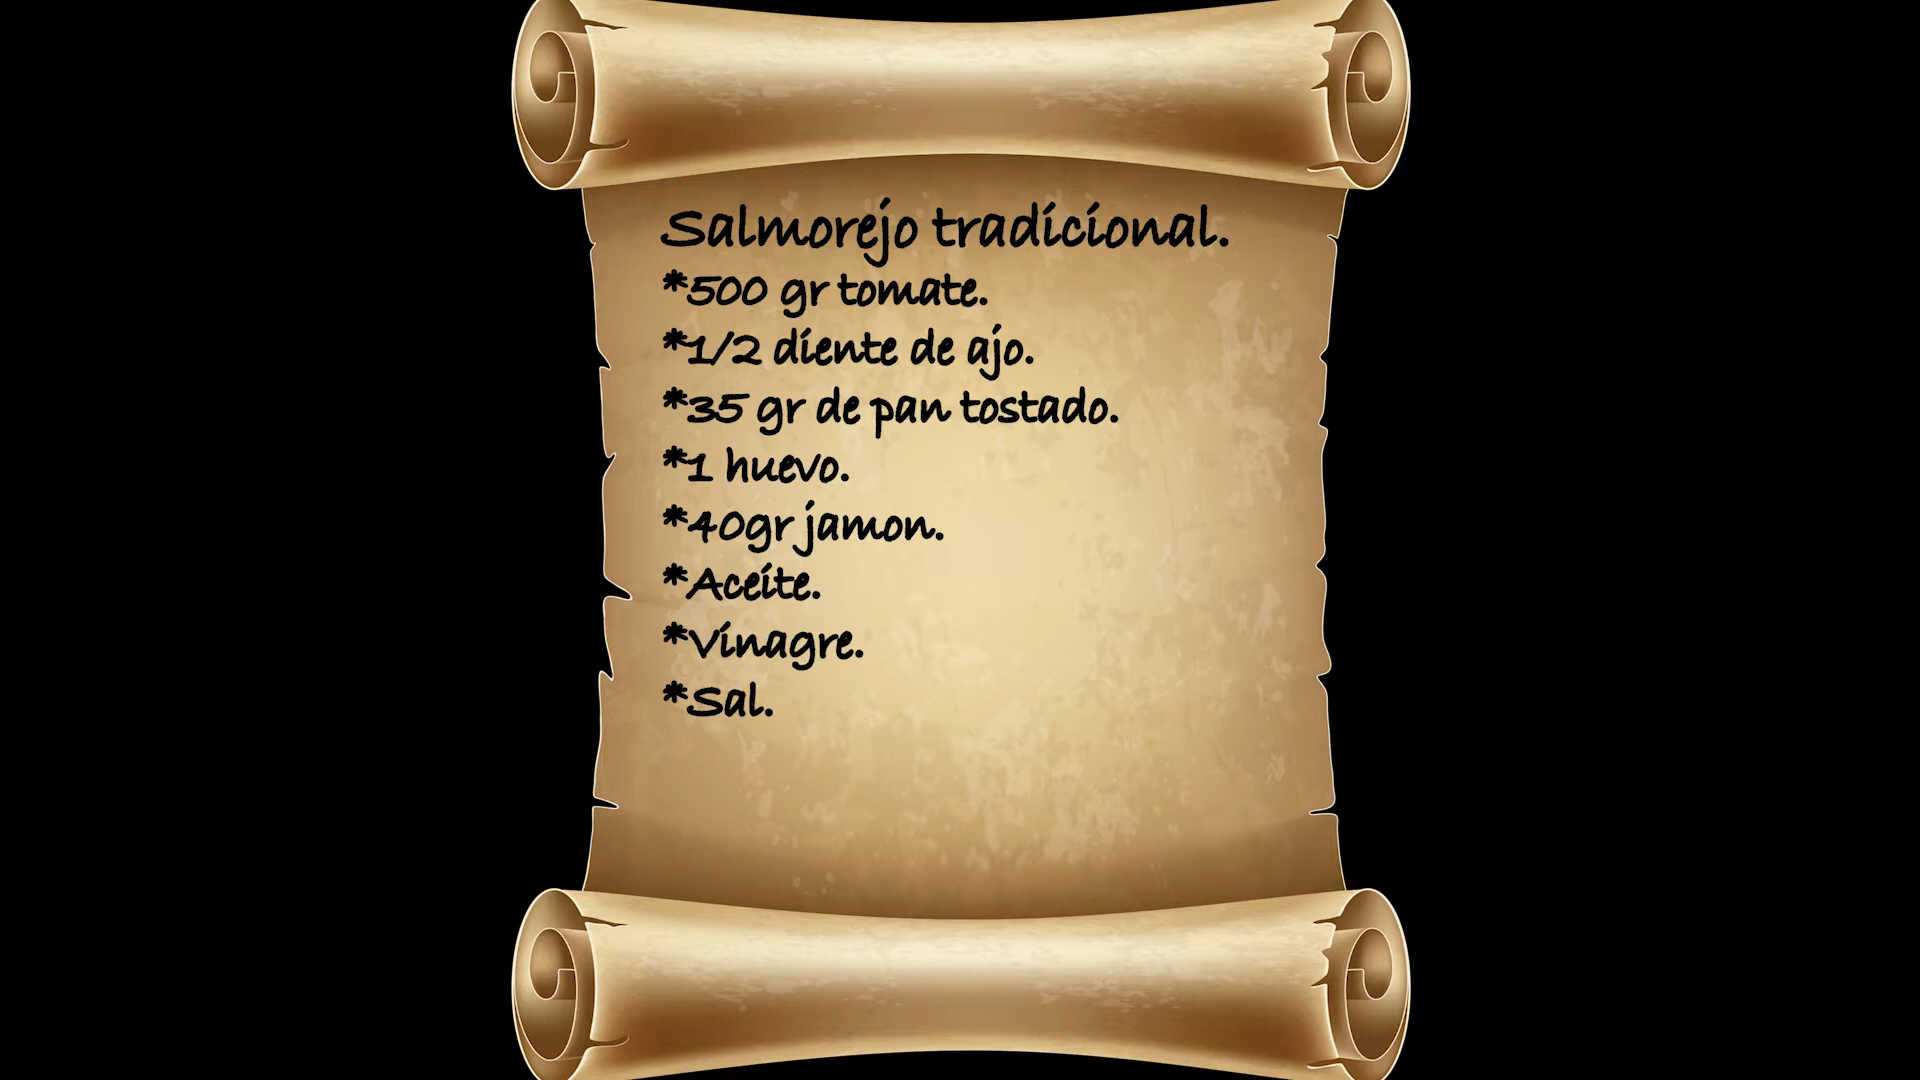 Salmorejo tradicional.
*500 gr tomate.
*1/2 diente de ajo.
*35 gr de pan tostado.
*1 huevo.
*40gr jamon.
*Aceite.
*Vinagre.
*Sal.